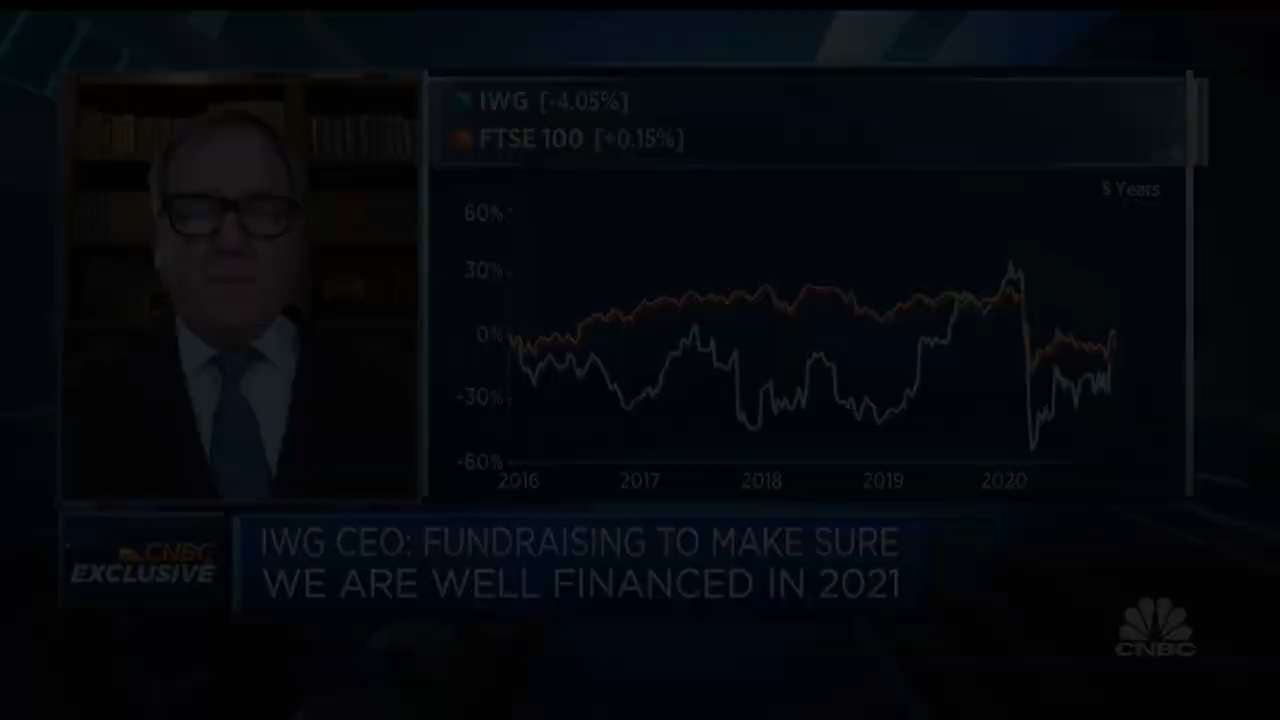 IWG [-4.05%]
FTSE 100 [+0.15%]
5 Years
60%
30%
0%
-30%
-60%
2016 2017 2018 2019 2020
CNBC
EXCLUSIVE
IWG CEO: FUNDRAISING TO MAKE SURE
WE ARE WELL FINANCED IN 2021
CNBC